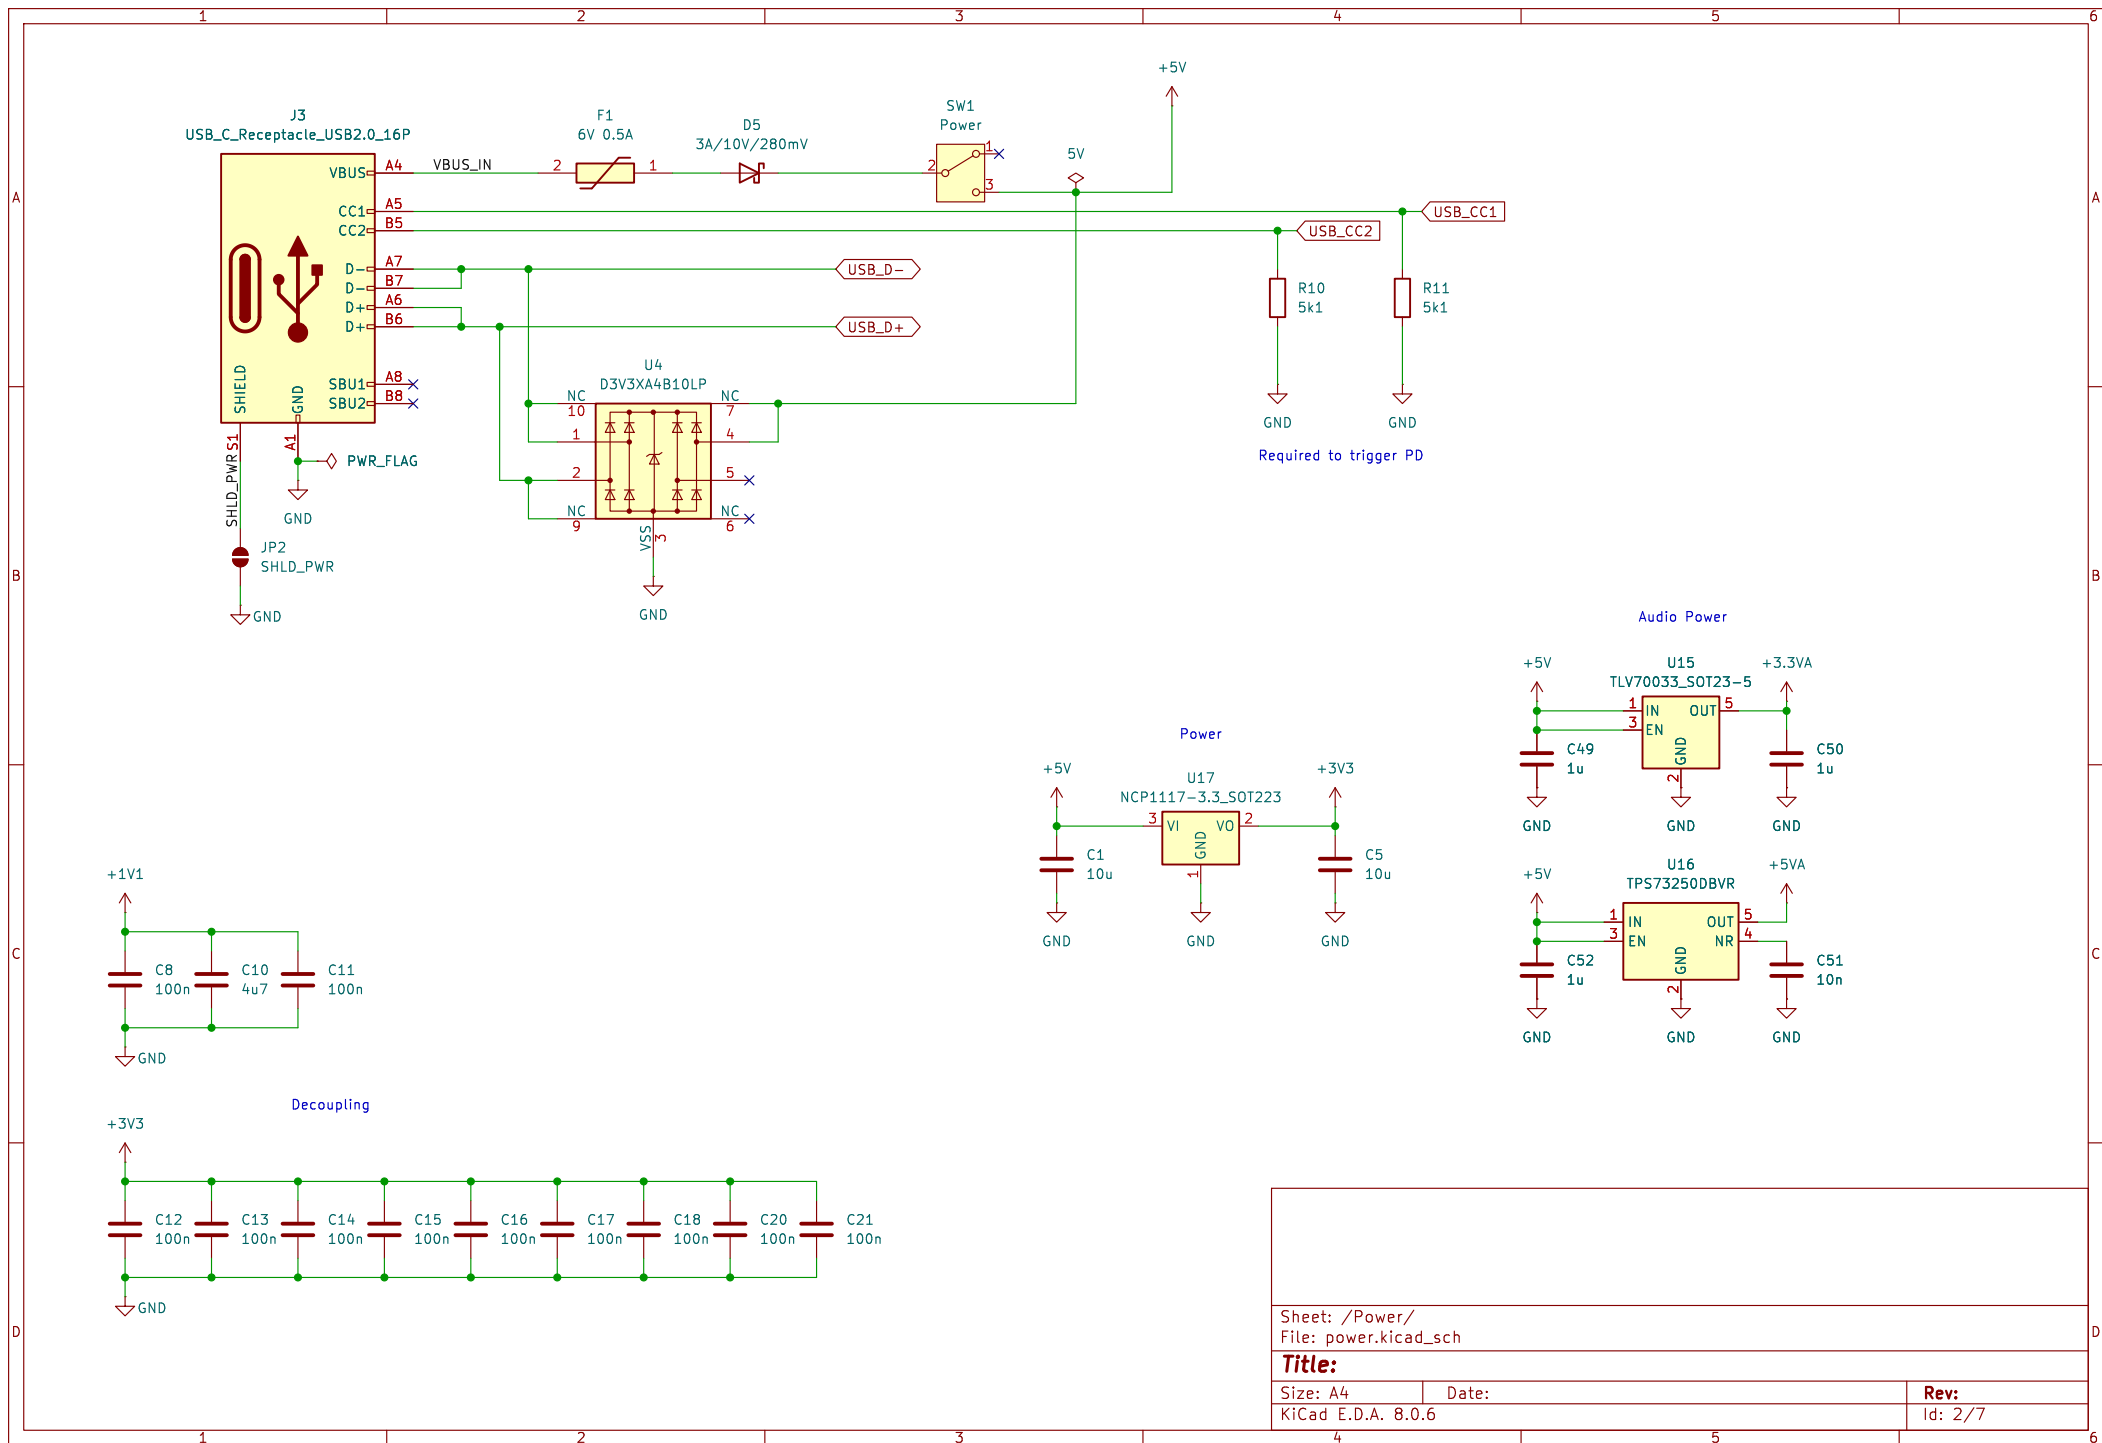 1 2 3 4 5 6
A
B
C
D
A
B
C
D
1 2 3 4 5 6
J3
USB_C_Receptacle_USB2.0_16P
VBUS A4
CC1 A5
CC2 B5
D- A7
D- B7
D+ A6
D+ B6
SBU1 A8
SBU2 B8
SHIELD
GND
S1
A1
VBUS_IN
F1
6V 0.5A
2 1
D5
3A/10V/280mV
SW1
Power
1
2
3
5V
+5V
USB_CC1
USB_CC2
USB_D-
USB_D+
R10
5k1
R11
5k1
GND
GND
Required to trigger PD
PWR_FLAG
GND
SHLD_PWR
JP2
SHLD_PWR
GND
U4
D3V3XA4B10LP
NC
10
1
2
NC
9
NC
7
4
5
NC
6
VSS
3
GND
Audio Power
+5V
U15
TLV70033_SOT23-5
+3.3VA
1 IN
3 EN
OUT 5
GND
2
C49
1u
C50
1u
GND
GND
GND
+5V
U16
TPS73250DBVR
+5VA
1 IN
3 EN
OUT 5
NR 4
GND
2
C52
1u
C51
10n
GND
GND
GND
Power
+5V
U17
NCP1117-3.3_SOT223
+3V3
3 VI
VO 2
GND
1
C1
10u
C5
10u
GND
GND
GND
+1V1
C8
100n
C10
4u7
C11
100n
GND
Decoupling
+3V3
C12
100n
C13
100n
C14
100n
C15
100n
C16
100n
C17
100n
C18
100n
C20
100n
C21
100n
GND
Sheet: /Power/
File: power.kicad_sch
Title:
Size: A4 Date: Rev:
KiCad E.D.A. 8.0.6 Id: 2/7